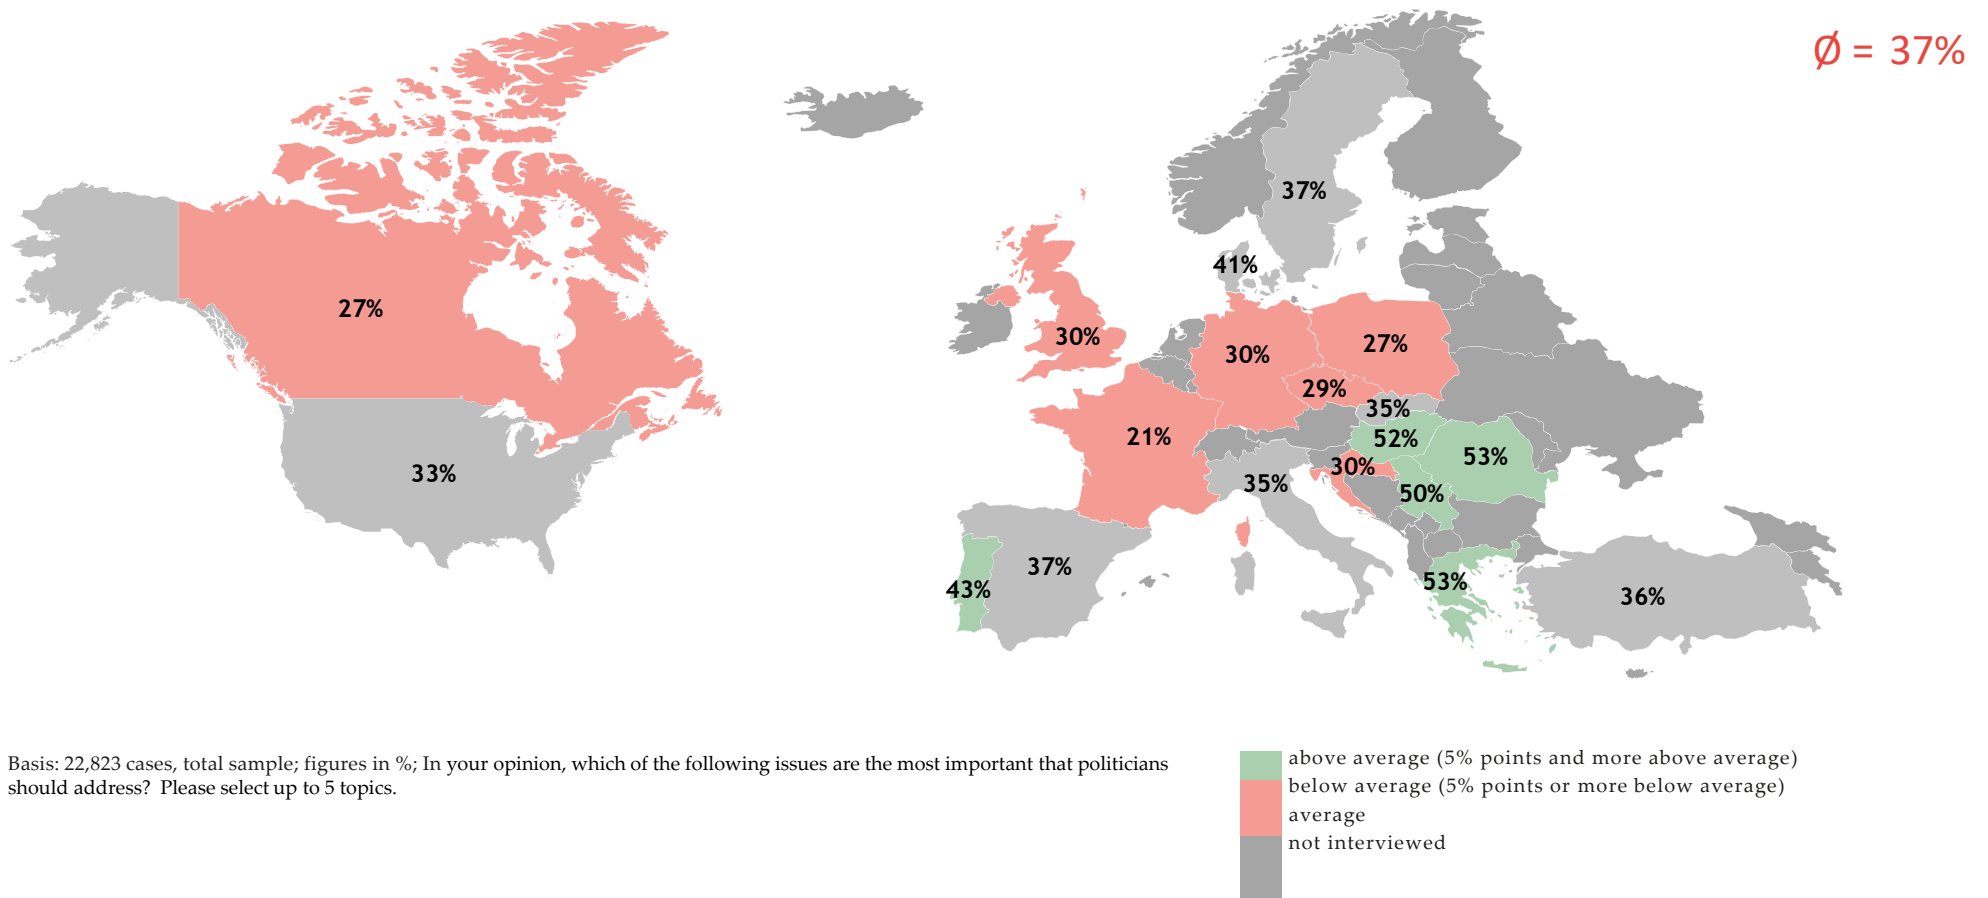 Ø = 37%
37%
41%
27%
30%
30%
27%
29%
35%
21%
52%
53%
33%
30%
35%
50%
37%
43%
53%
36%
Basis: 22,823 cases, total sample; figures in %; In your opinion, which of the following issues are the most important that politicians
should address? Please select up to 5 topics.
above average (5% points and more above average)
below average (5% points or more below average)
average
not interviewed